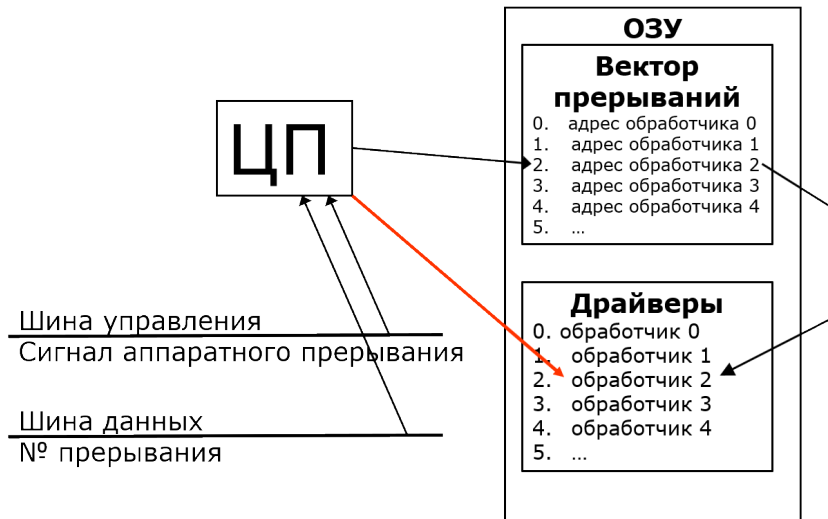 ОЗУ
Вектор
прерываний
0. адрес обработчика 0
1. адрес обработчика 1
2. адрес обработчика 2
3. адрес обработчика 3
4. адрес обработчика 4
5. ...
ЦП
Драйверы
0. обработчик 0
1. обработчик 1
2. обработчик 2
3. обработчик 3
4. обработчик 4
5. ...
Шина управления
Сигнал аппаратного прерывания
Шина данных
№ прерывания